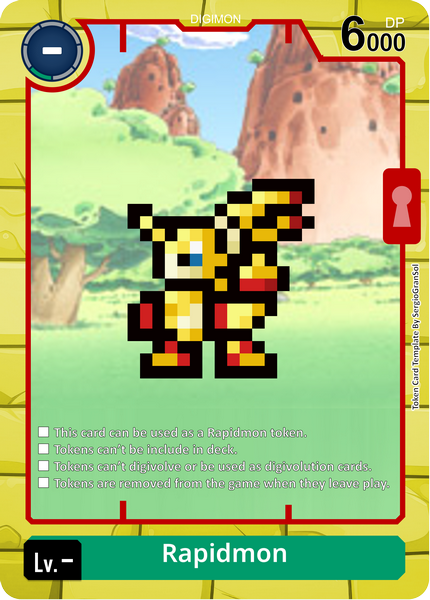 DIGIMON
DP
6000
-
☐ This card can be used as a Rapidmon token.
☐ Tokens can't be include in deck.
☐ Tokens can't digivolve or be used as digivolution cards.
☐ Tokens are removed from the game when they leave play.
Token Card Template By SergioGranSol
Lv.-
Rapidmon